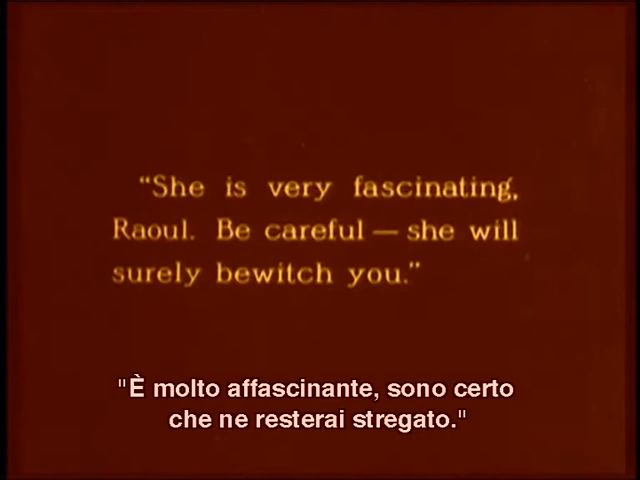 “She is very fascinating,
Raoul. Be careful — she will
surely bewitch you.”
"È molto affascinante, sono certo
che ne resterai stregato."